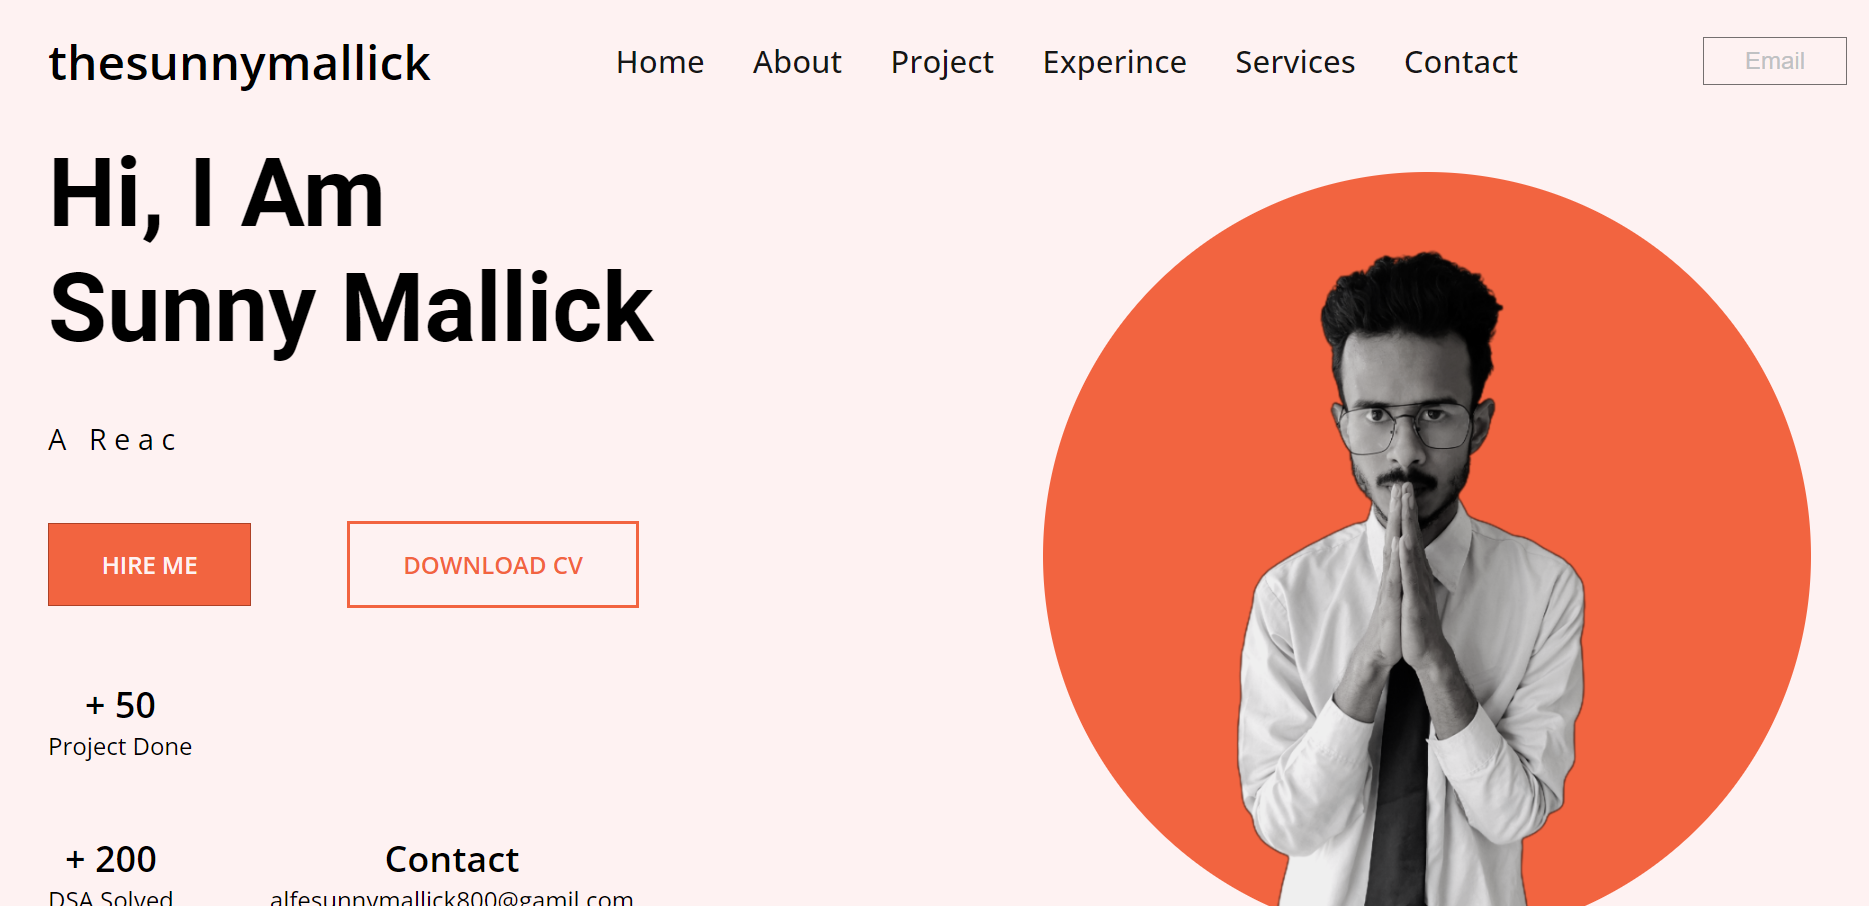 thesunnymallick
Home
About
Project
Experince
Services
Contact
Email
Hi, I Am
Sunny Mallick
A Reac
HIRE ME
DOWNLOAD CV
+ 50
Project Done
+ 200
DSA Solved
Contact
alfesunnymallick800@gamil.com